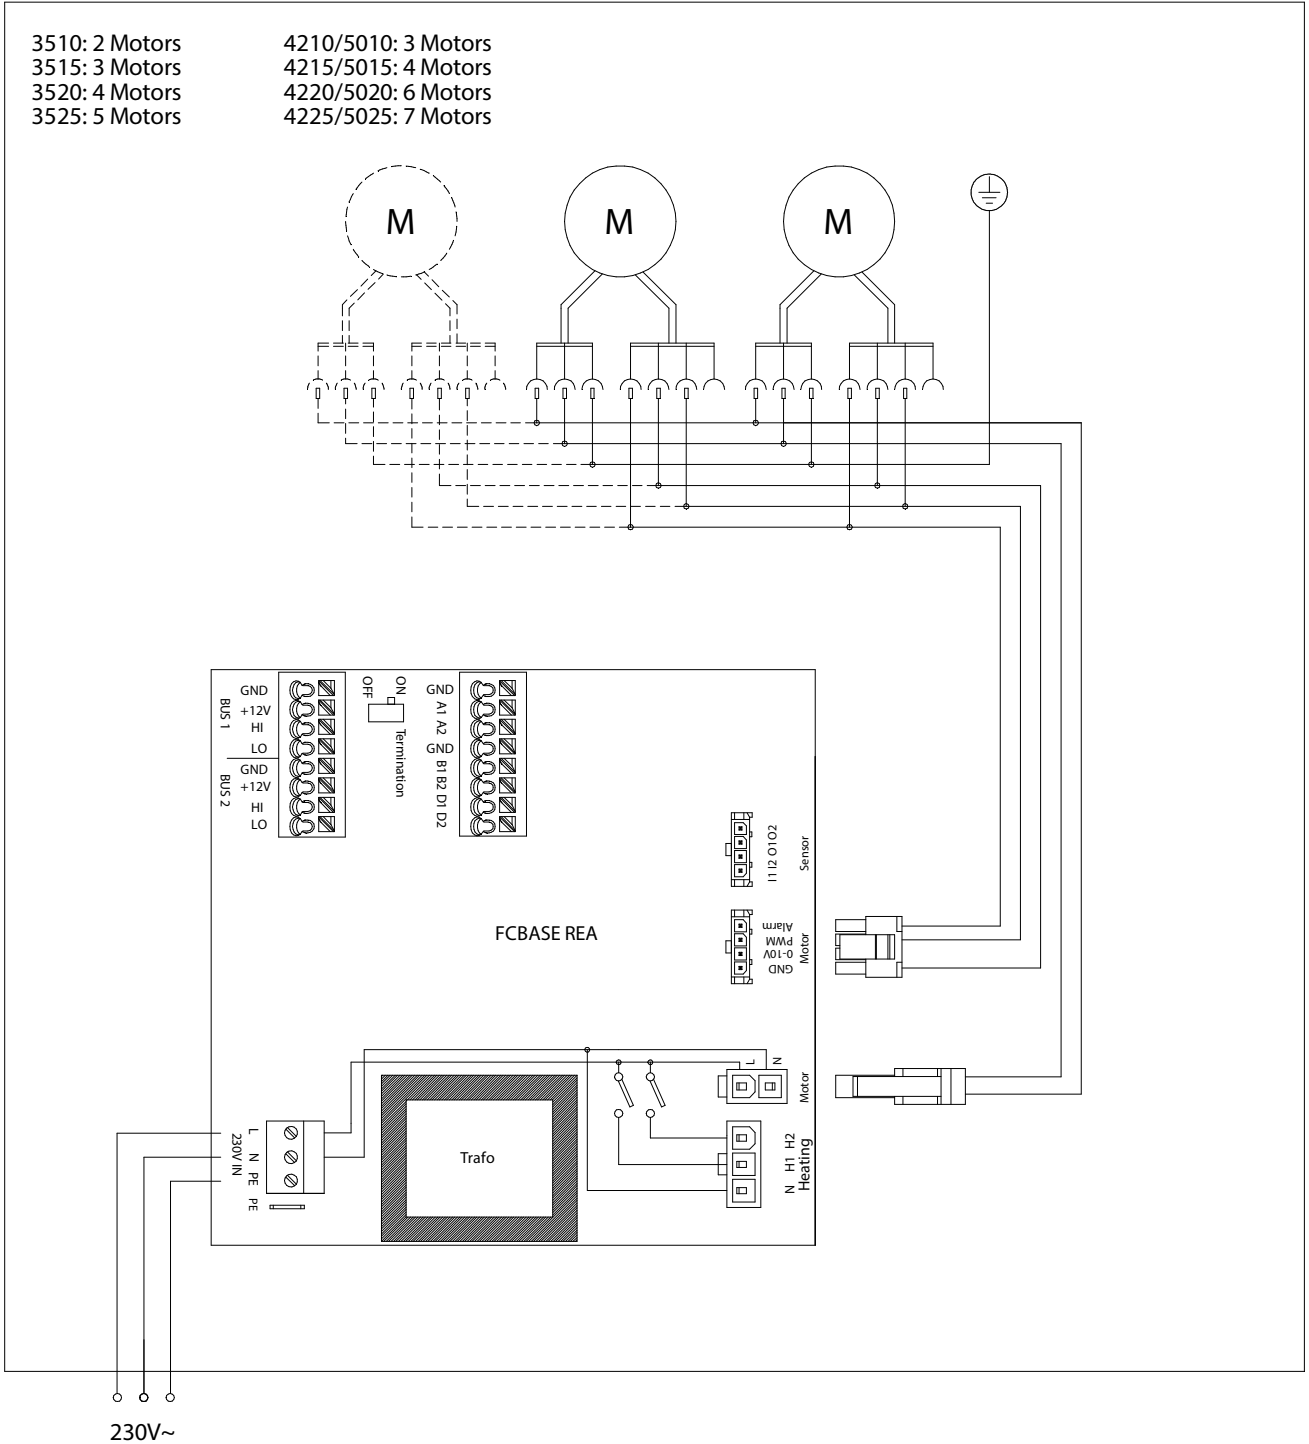 3510: 2 Motors
3515: 3 Motors
3520: 4 Motors
3525: 5 Motors
4210/5010: 3 Motors
4215/5015: 4 Motors
4220/5020: 6 Motors
4225/5025: 7 Motors
M
M
M
BUS 1
GND
+12V
HI
LO
BUS 2
GND
+12V
HI
LO
OFF
ON
Termination
GND
A1
A2
GND
B1
B2
D1
D2
I1 I2 O1 O2
Sensor
FCBASE REA
Alarm
PWM
0-10V
GND
Motor
L
N
Motor
Trafo
H2
H1
N
Heating
L
N
PE
230V IN
PE
230V~